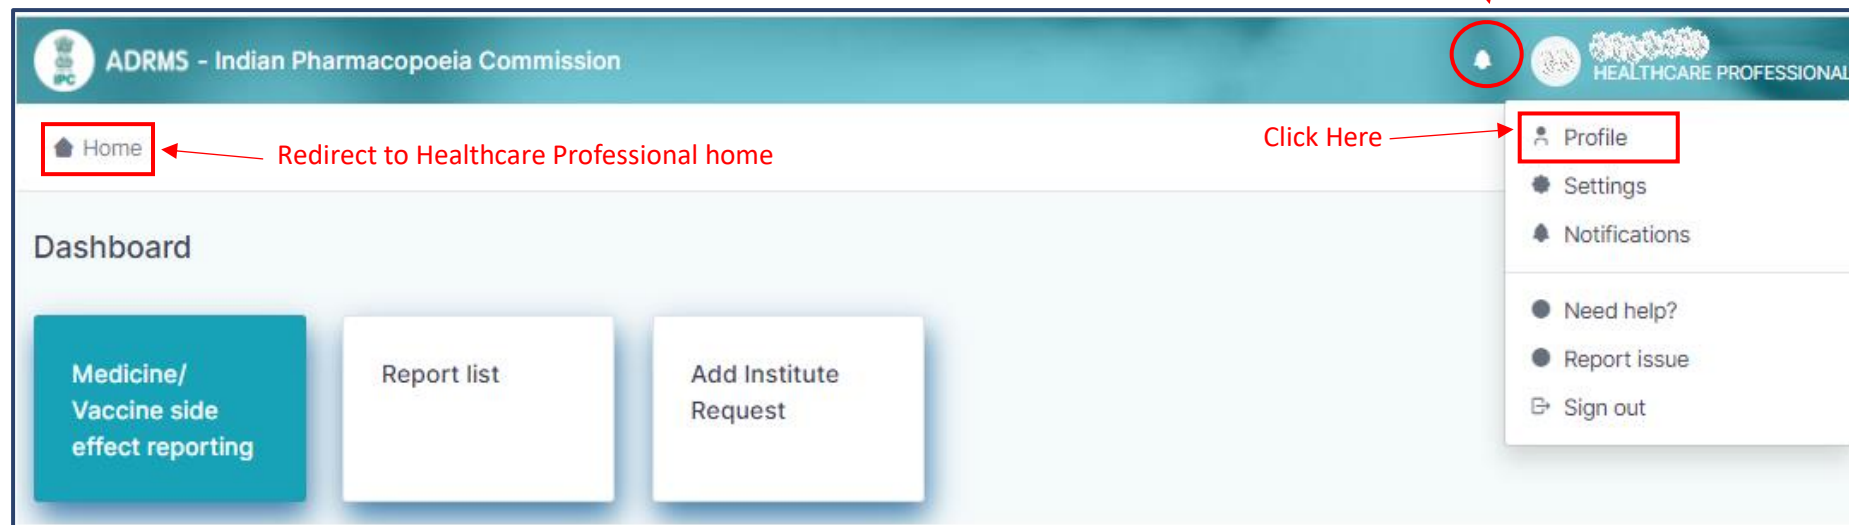 IPC
ADRMS - Indian Pharmacopoeia Commission
HEALTHCARE PROFESSIONAL
Home
Redirect to Healthcare Professional home
Click Here
Profile
Settings
Notifications
Need help?
Report issue
Sign out
Dashboard
Medicine/
Vaccine side
effect reporting
Report list
Add Institute
Request